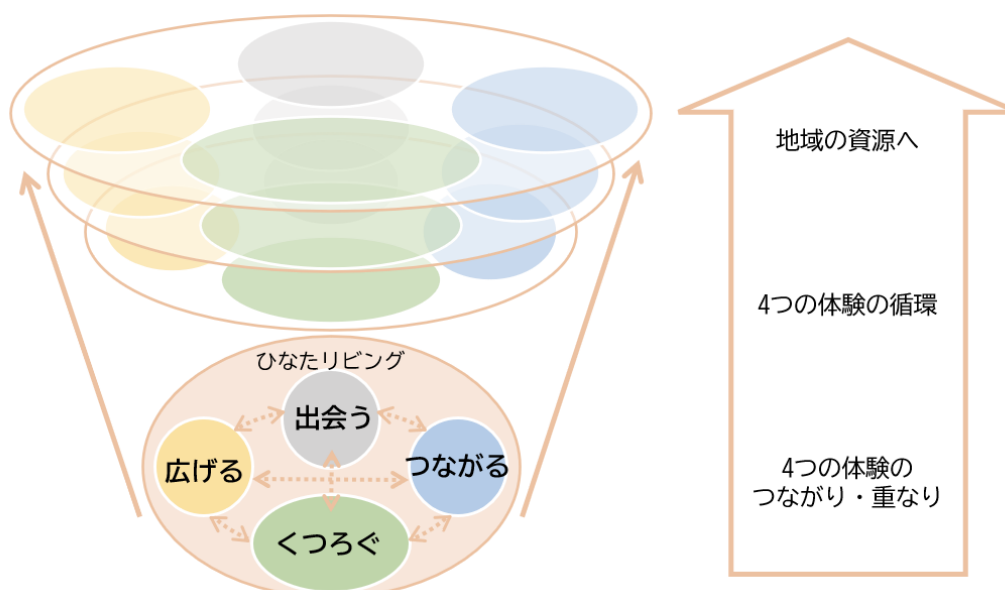 ひなたリビング
出会う
広げる
つながる
くつろぐ
地域の資源へ
4つの体験の循環
4つの体験の
つながり・重なり